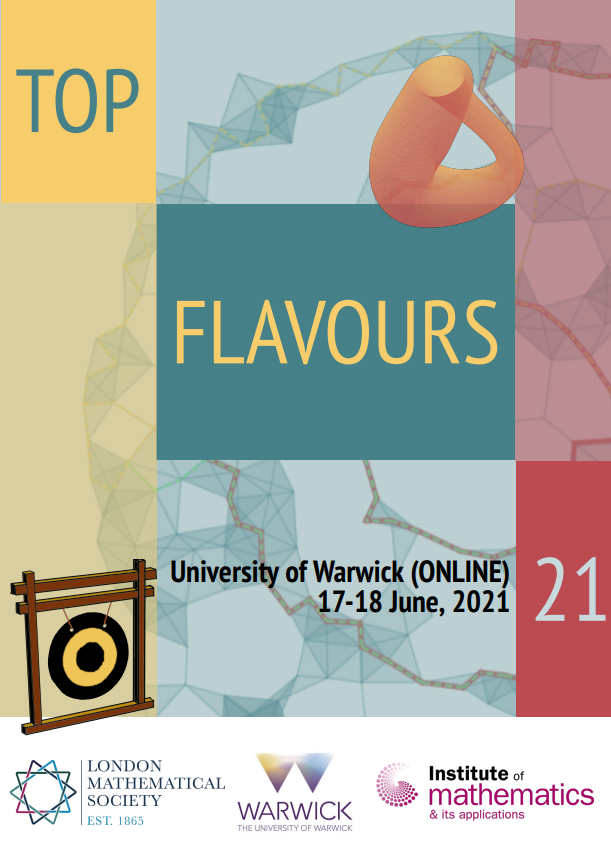 TOP
FLAVOURS
University of Warwick (ONLINE)
17-18 June, 2021
21
LONDON
MATHEMATICAL
SOCIETY
EST. 1865
WARWICK
THE UNIVERSITY OF WARWICK
Institute of
mathematics
& its applications